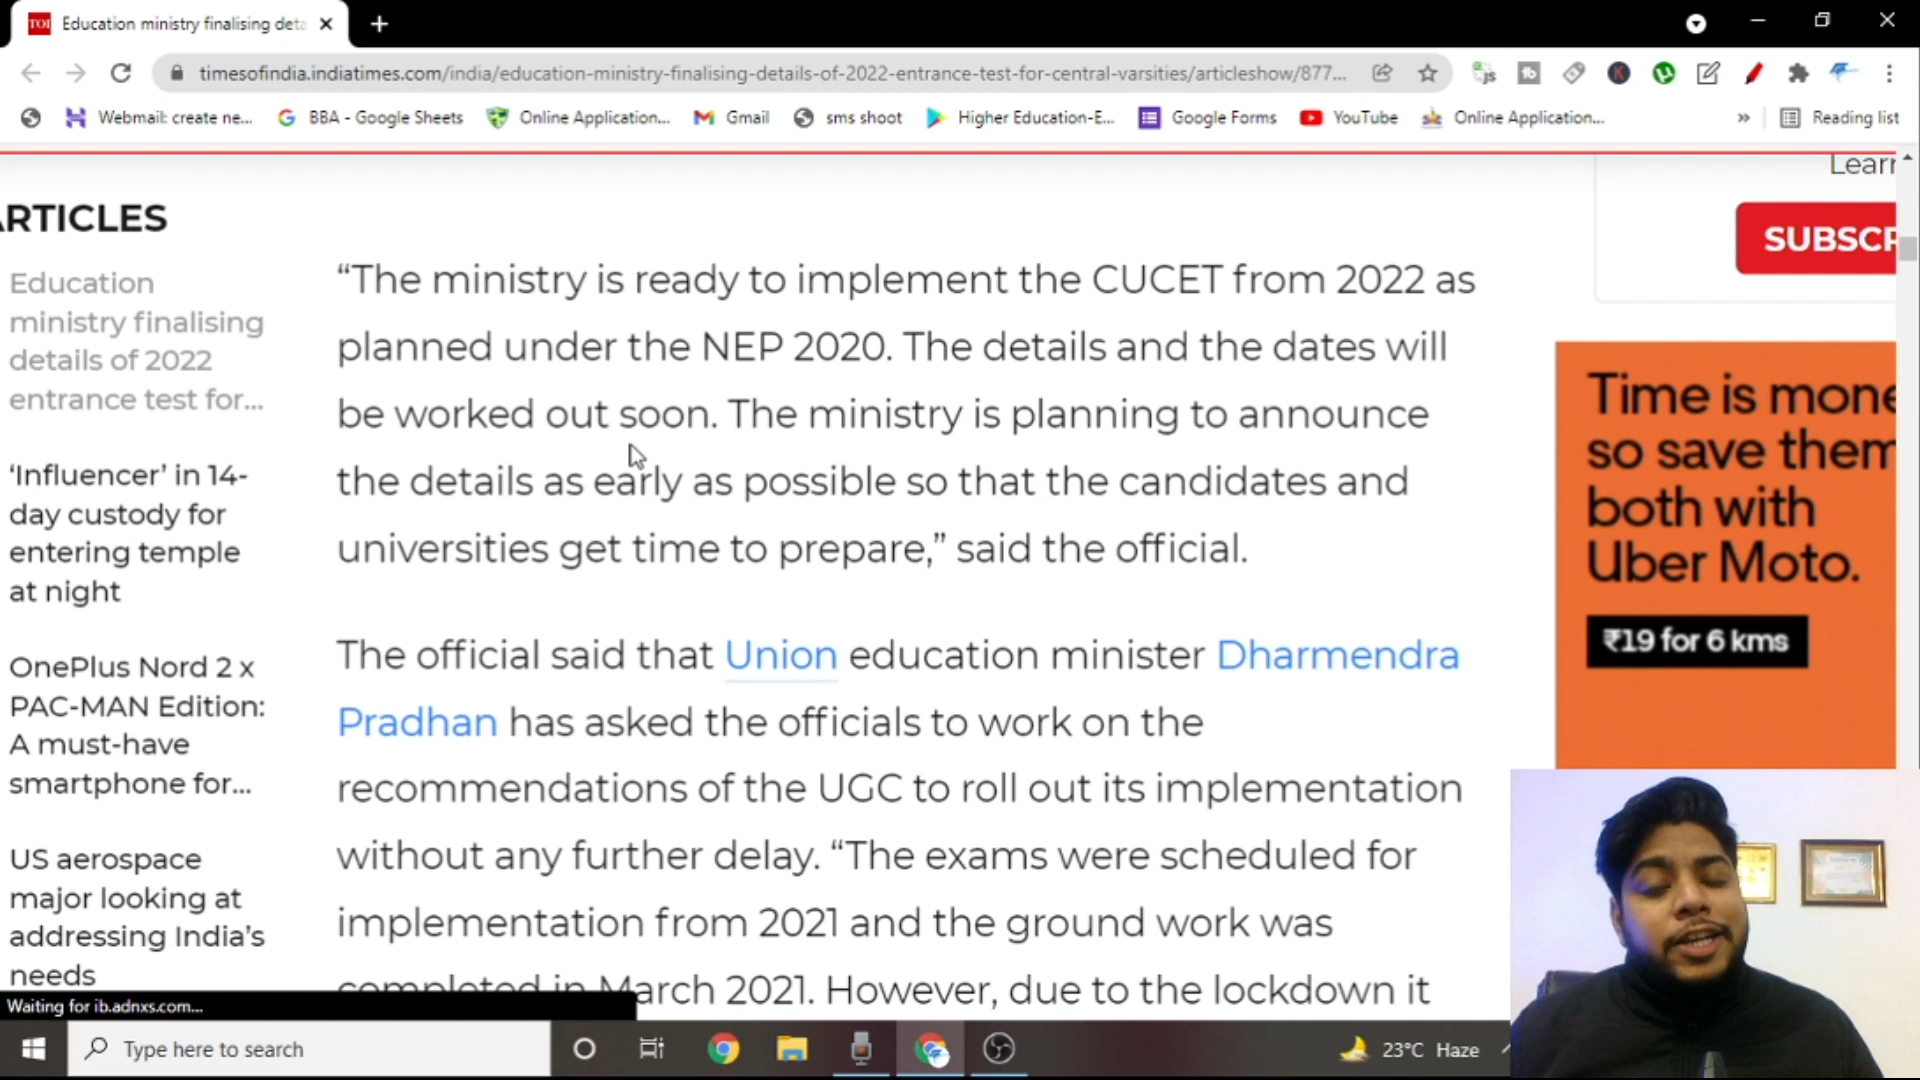 TOI
Education ministry finalising deta
timesofindia.indiatimes.com/india/education-ministry-finalising-details-of-2022-entrance-test-for-central-varsities/articleshow/877...
Webmail: create ne...
BBA - Google Sheets
Online Application...
Gmail
sms shoot
Higher Education-E...
Google Forms
YouTube
Online Application...
»
Reading list
ARTICLES
Education
ministry finalising
details of 2022
entrance test for...
‘Influencer’ in 14-
day custody for
entering temple
at night
OnePlus Nord 2 x
PAC-MAN Edition:
A must-have
smartphone for...
US aerospace
major looking at
addressing India’s
needs
“The ministry is ready to implement the CUCET from 2022 as
planned under the NEP 2020. The details and the dates will
be worked out soon. The ministry is planning to announce
the details as early as possible so that the candidates and
universities get time to prepare,” said the official.
The official said that Union education minister Dharmendra
Pradhan has asked the officials to work on the
recommendations of the UGC to roll out its implementation
without any further delay. “The exams were scheduled for
implementation from 2021 and the ground work was
completed in March 2021. However, due to the lockdown it
Lear
SUBSC
Time is mone
so save them
both with
Uber Moto.
₹19 for 6 kms
Waiting for ib.adnxs.com...
Type here to search
23°C Haze